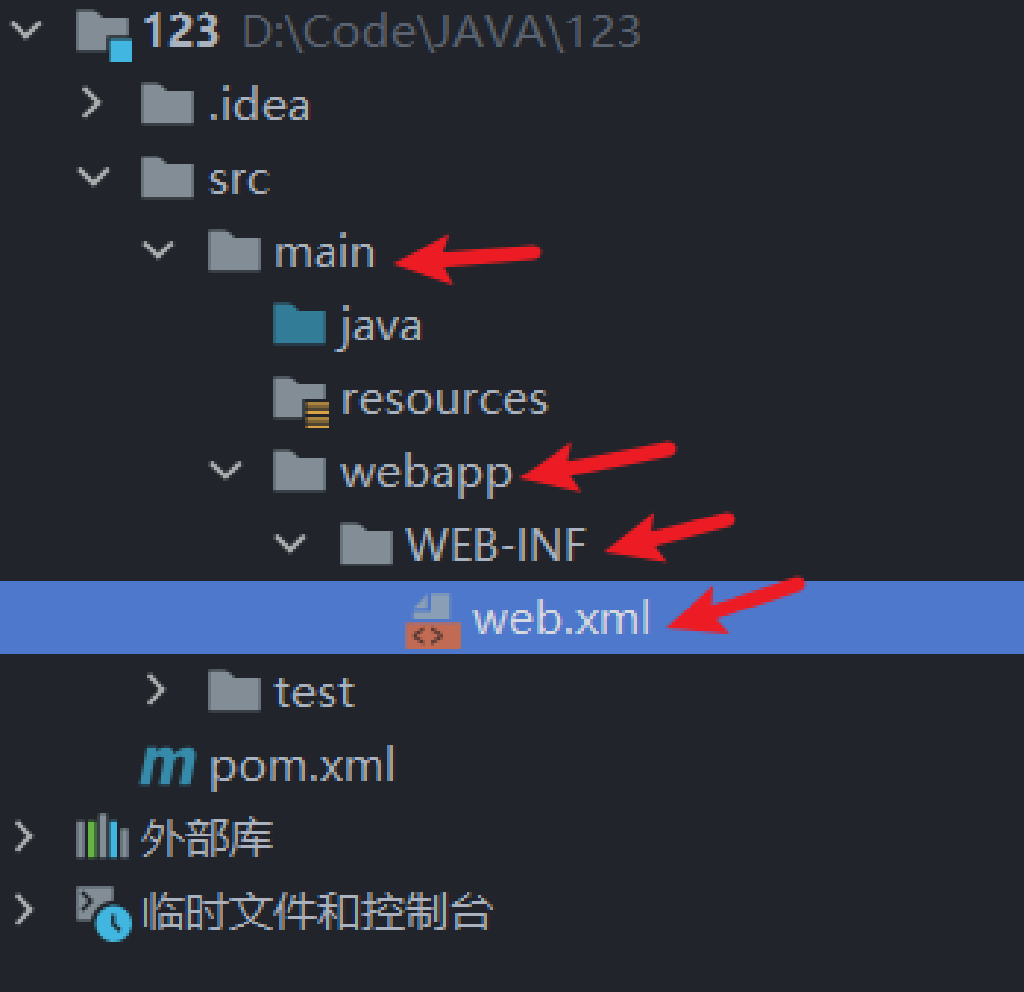 123 D:\Code\JAVA\123
.idea
src
main
java
resources
webapp
WEB-INF
web.xml
test
pom.xml
外部库
临时文件和控制台